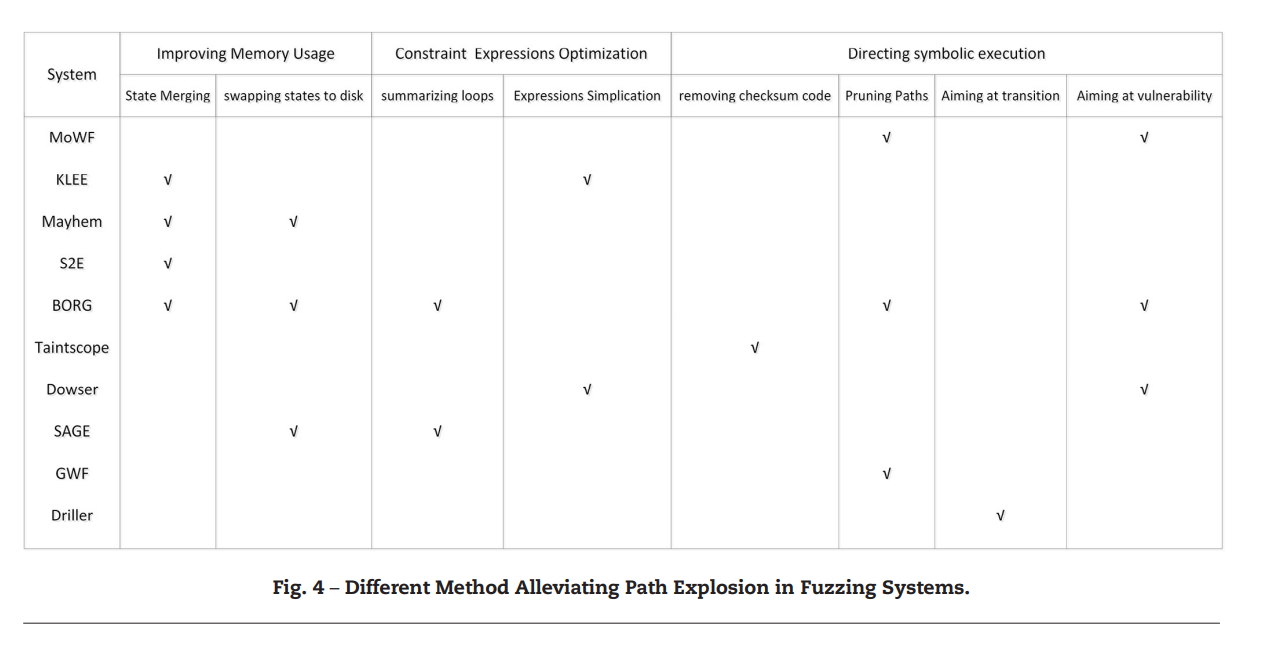 System Improving Memory Usage Constraint Expressions Optimization Directing symbolic execution
State Merging swapping states to disk summarizing loops Expressions Simplication removing checksum code Pruning Paths Aiming at transition Aiming at vulnerability
MoWF √ √
KLEE √ √
Mayhem √ √
S2E √
BORG √ √ √ √ √
Taintscope √
Dowser √ √
SAGE √ √
GWF √
Driller √
Fig. 4 – Different Method Alleviating Path Explosion in Fuzzing Systems.